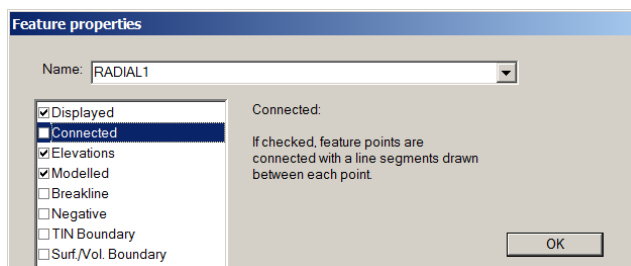 Feature properties
Name: RADIAL1
Displayed
Connected
Elevations
Modelled
Breakline
Negative
TIN Boundary
Surf./Vol. Boundary
Connected:
If checked, feature points are
connected with a line segments drawn
between each point.
OK